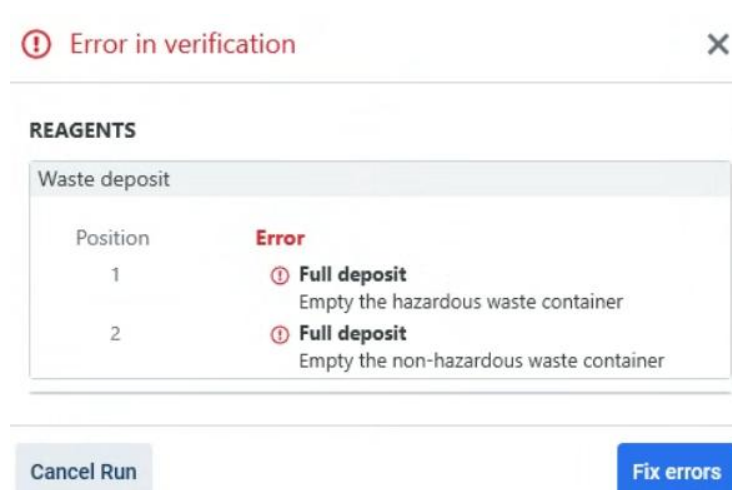 Error in verification
REAGENTS
Waste deposit
Position Error
1 Full deposit
Empty the hazardous waste container
2 Full deposit
Empty the non-hazardous waste container
Cancel Run Fix errors